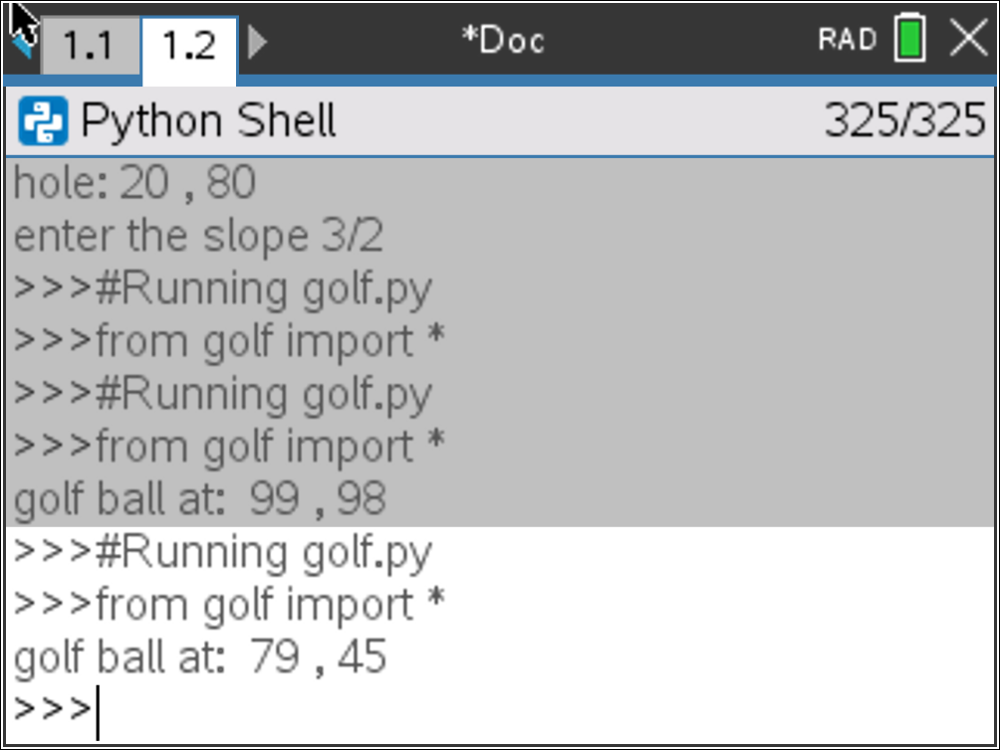 1.1 1.2 *Doc RAD
Python Shell 325/325
hole: 20 , 80
enter the slope 3/2
>>>#Running golf.py
>>>from golf import *
>>>#Running golf.py
>>>from golf import *
golf ball at:  99 , 98
>>>#Running golf.py
>>>from golf import *
golf ball at:  79 , 45
>>>